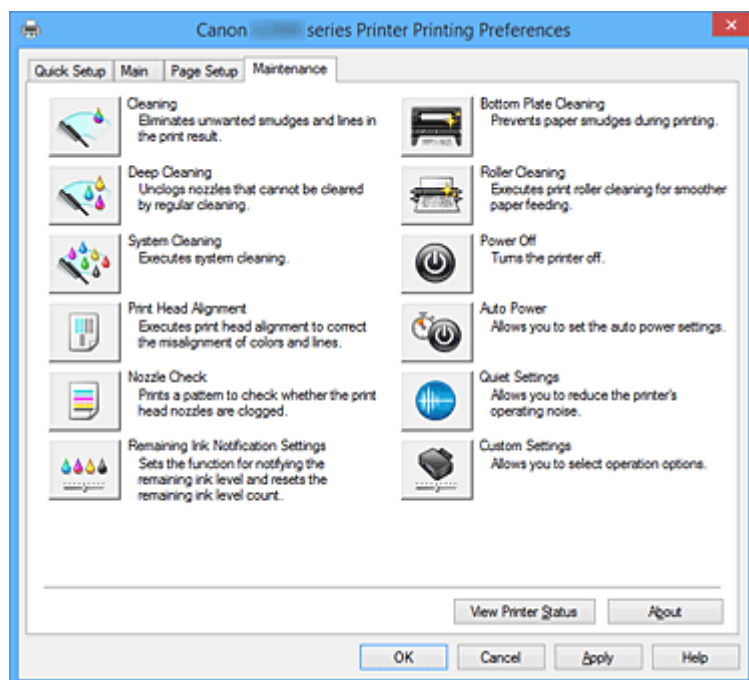 Canon series Printer Printing Preferences
Quick Setup Main Page Setup Maintenance
Cleaning
Eliminates unwanted smudges and lines in
the print result.
Deep Cleaning
Unclogs nozzles that cannot be cleared
by regular cleaning.
System Cleaning
Executes system cleaning.
Print Head Alignment
Executes print head alignment to correct
the misalignment of colors and lines.
Nozzle Check
Prints a pattern to check whether the print
head nozzles are clogged.
Remaining Ink Notification Settings
Sets the function for notifying the
remaining ink level and resets the
remaining ink level count.
Bottom Plate Cleaning
Prevents paper smudges during printing.
Roller Cleaning
Executes print roller cleaning for smoother
paper feeding.
Power Off
Turns the printer off.
Auto Power
Allows you to set the auto power settings.
Quiet Settings
Allows you to reduce the printer's
operating noise.
Custom Settings
Allows you to select operation options.
View Printer Status About
OK Cancel Apply Help